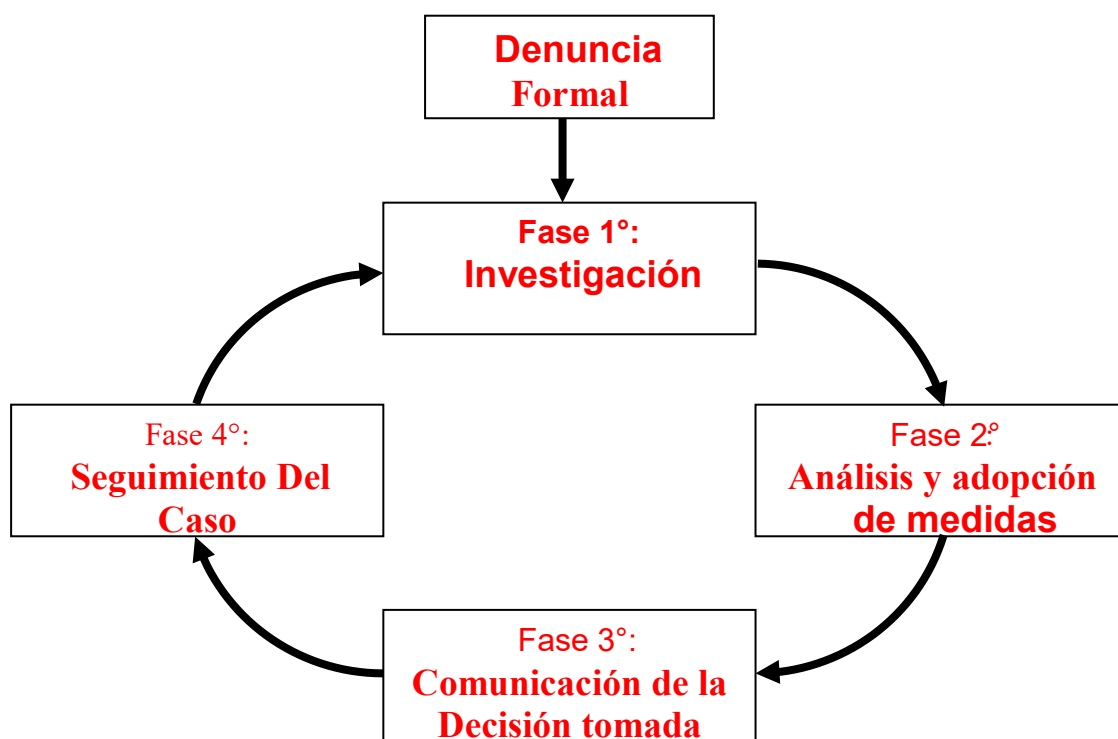 Denuncia
Formal
Fase 1°:
Investigación
Fase 2:°
Análisis y adopción
de medidas
Fase 3°:
Comunicación de la
Decisión tomada
Fase 4°:
Seguimiento Del
Caso